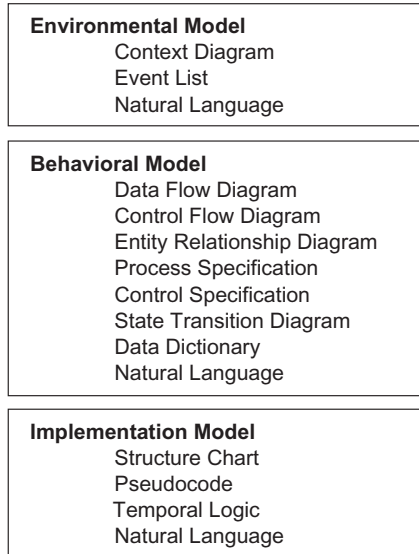 Environmental Model
Context Diagram
Event List
Natural Language
Behavioral Model
Data Flow Diagram
Control Flow Diagram
Entity Relationship Diagram
Process Specification
Control Specification
State Transition Diagram
Data Dictionary
Natural Language
Implementation Model
Structure Chart
Pseudocode
Temporal Logic
Natural Language